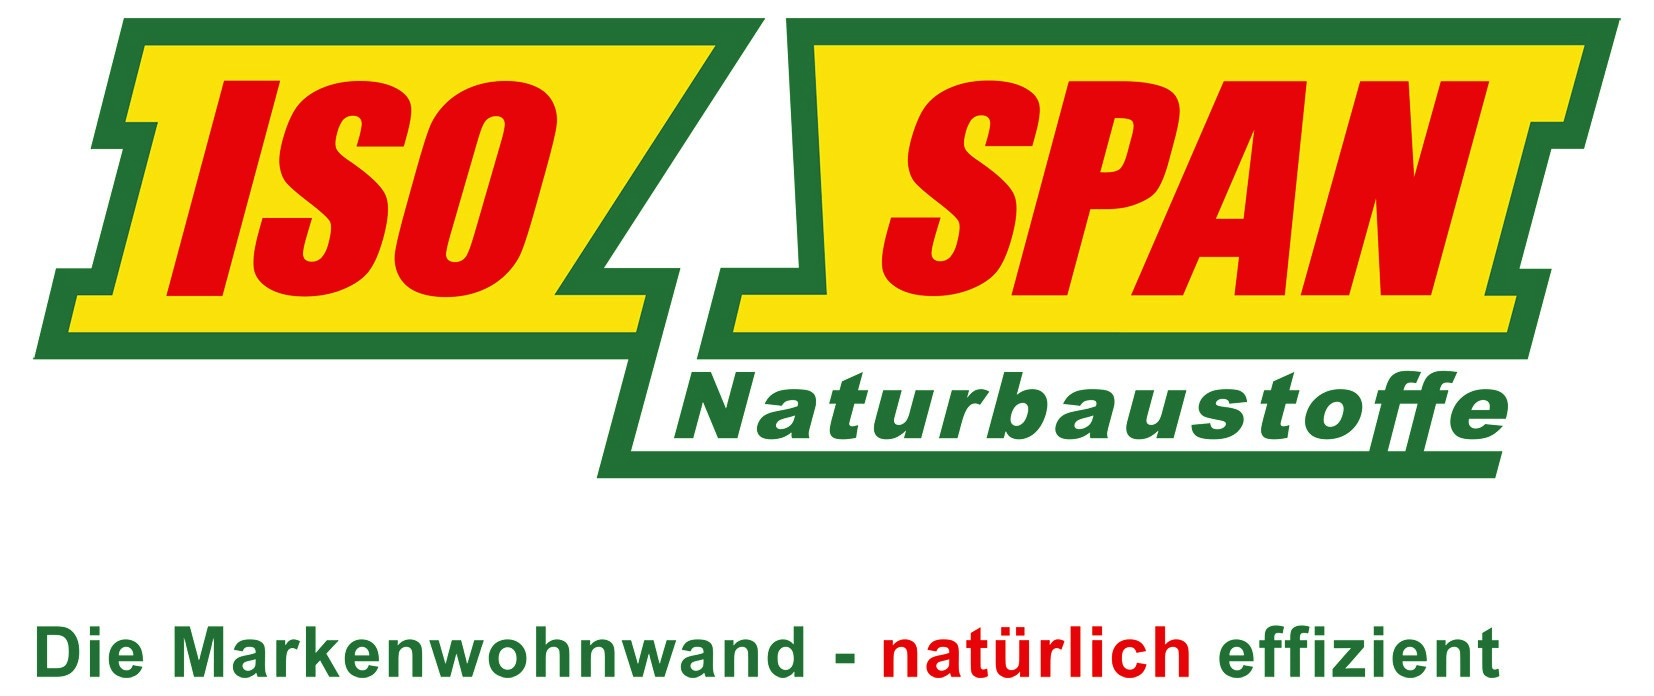 ISO SPAN
Naturbaustoffe
Die Markenwohnwand - natürlich effizient